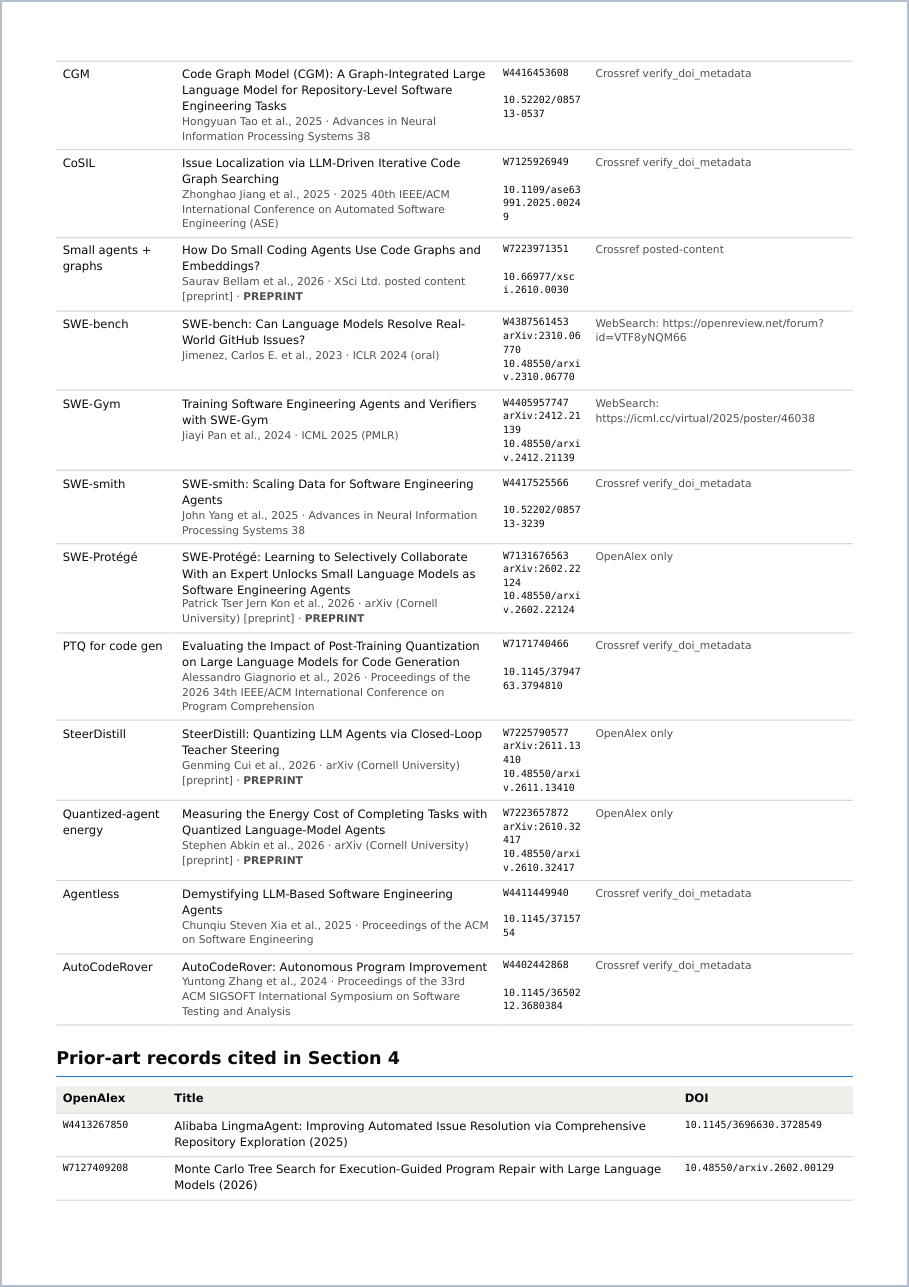 CGM
Code Graph Model (CGM): A Graph-Integrated Large
Language Model for Repository-Level Software
Engineering Tasks
Hongyuan Tao et al., 2025 · Advances in Neural
Information Processing Systems 38
W4416453608
10.52202/0857
13-0537
Crossref verify_doi_metadata
CoSIL
Issue Localization via LLM-Driven Iterative Code
Graph Searching
Zhonghao Jiang et al., 2025 · 2025 40th IEEE/ACM
International Conference on Automated Software
Engineering (ASE)
W7125926949
10.1109/ase63
991.2025.0024
9
Crossref verify_doi_metadata
Small agents +
graphs
How Do Small Coding Agents Use Code Graphs and
Embeddings?
Saurav Bellam et al., 2026 · XSci Ltd. posted content
[preprint] · PREPRINT
W7223971351
10.66977/xsc
i.2610.0030
Crossref posted-content
SWE-bench
SWE-bench: Can Language Models Resolve Real-
World GitHub Issues?
Jimenez, Carlos E. et al., 2023 · ICLR 2024 (oral)
W4387561453
arXiv:2310.06
770
10.48550/arxi
v.2310.06770
WebSearch: https://openreview.net/forum?
id=VTF8yNQM66
SWE-Gym
Training Software Engineering Agents and Verifiers
with SWE-Gym
Jiayi Pan et al., 2024 · ICML 2025 (PMLR)
W4405957747
arXiv:2412.21
139
10.48550/arxi
v.2412.21139
WebSearch:
https://icml.cc/virtual/2025/poster/46038
SWE-smith
SWE-smith: Scaling Data for Software Engineering
Agents
John Yang et al., 2025 · Advances in Neural Information
Processing Systems 38
W4417525566
10.52202/0857
13-3239
Crossref verify_doi_metadata
SWE-Protégé
SWE-Protégé: Learning to Selectively Collaborate
With an Expert Unlocks Small Language Models as
Software Engineering Agents
Patrick Tser Jern Kon et al., 2026 · arXiv (Cornell
University) [preprint] · PREPRINT
W7131676563
arXiv:2602.22
124
10.48550/arxi
v.2602.22124
OpenAlex only
PTQ for code gen
Evaluating the Impact of Post-Training Quantization
on Large Language Models for Code Generation
Alessandro Giagnorio et al., 2026 · Proceedings of the
2026 34th IEEE/ACM International Conference on
Program Comprehension
W7171740466
10.1145/37947
63.3794810
Crossref verify_doi_metadata
SteerDistill
SteerDistill: Quantizing LLM Agents via Closed-Loop
Teacher Steering
Genming Cui et al., 2026 · arXiv (Cornell University)
[preprint] · PREPRINT
W7225790577
arXiv:2611.13
410
10.48550/arxi
v.2611.13410
OpenAlex only
Quantized-agent
energy
Measuring the Energy Cost of Completing Tasks with
Quantized Language-Model Agents
Stephen Abkin et al., 2026 · arXiv (Cornell University)
[preprint] · PREPRINT
W7223657872
arXiv:2610.32
417
10.48550/arxi
v.2610.32417
OpenAlex only
Agentless
Demystifying LLM-Based Software Engineering
Agents
Chunqiu Steven Xia et al., 2025 · Proceedings of the ACM
on Software Engineering
W4411449940
10.1145/37157
54
Crossref verify_doi_metadata
AutoCodeRover
AutoCodeRover: Autonomous Program Improvement
Yuntong Zhang et al., 2024 · Proceedings of the 33rd
ACM SIGSOFT International Symposium on Software
Testing and Analysis
W4402442868
10.1145/36502
12.3680384
Crossref verify_doi_metadata
Prior-art records cited in Section 4
OpenAlex Title DOI
W4413267850
Alibaba LingmaAgent: Improving Automated Issue Resolution via Comprehensive
Repository Exploration (2025)
10.1145/3696630.3728549
W7127409208
Monte Carlo Tree Search for Execution-Guided Program Repair with Large Language
Models (2026)
10.48550/arxiv.2602.00129